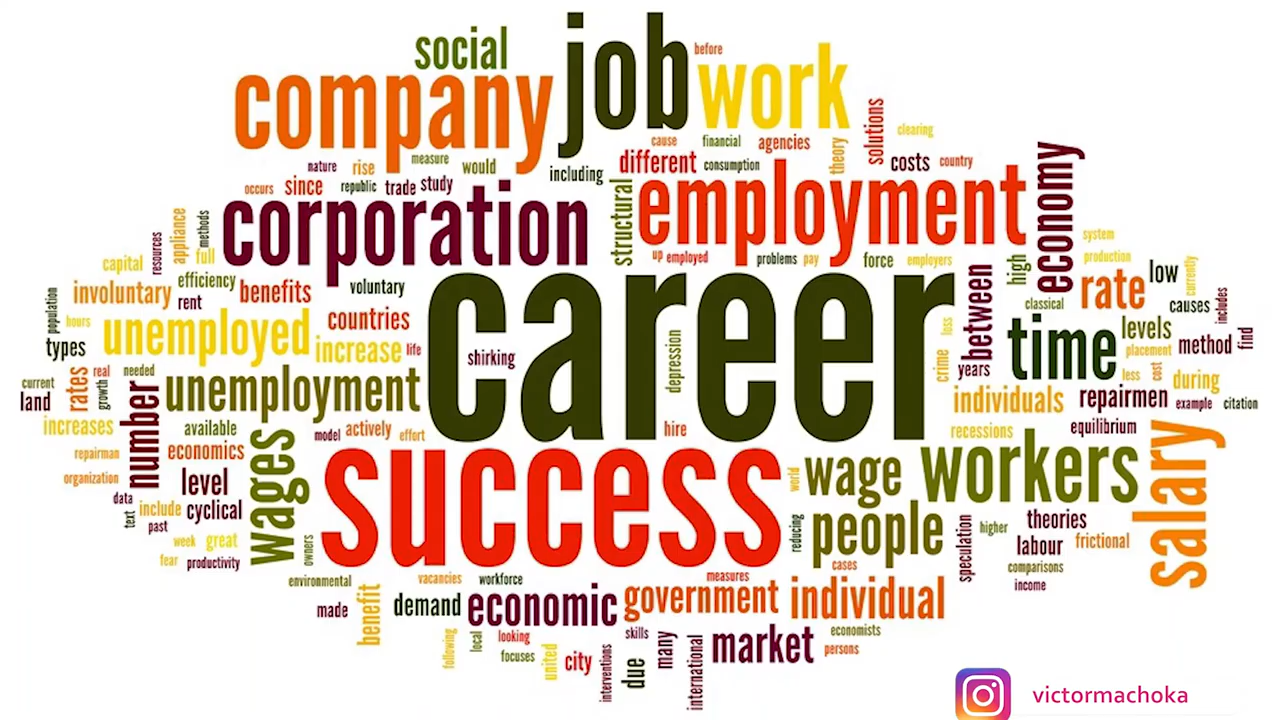 social
job
before
company
work
solutions
clearing
cause
financial
agencies
theory
nature
rise
measure
would
including
different
consumption
costs
country
economy
occurs
since
republic
trade
study
structural
employment
corporation
appliance
methods
resources
full
up
employed
problems
pay
force
employers
system
production
capital
efficiency
voluntary
career
between
high
low
currently
involuntary
rent
benefits
rate
causes
includes
population
hours
unemployed
countries
classical
time
levels
find
types
increase
life
shirking
depression
crime
loss
years
placement
method
current
rates
real
growth
needed
unemployment
less
cost
during
land
number
individuals
repairmen
example
citation
increases
available
model
actively
effort
hire
recessions
equilibrium
salary
repairman
economics
wages
success
world
wage
workers
organization
level
data
text
include
cyclical
past
reducing
people
speculation
higher
theories
week
great
owners
labour
frictional
fear
productivity
cases
comparisons
environmental
vacancies
workforce
measures
income
made
benefit
demand
economic
government
individual
following
local
looking
skills
many
market
economists
focuses
united
city
interventions
due
international
persons
victormachoka